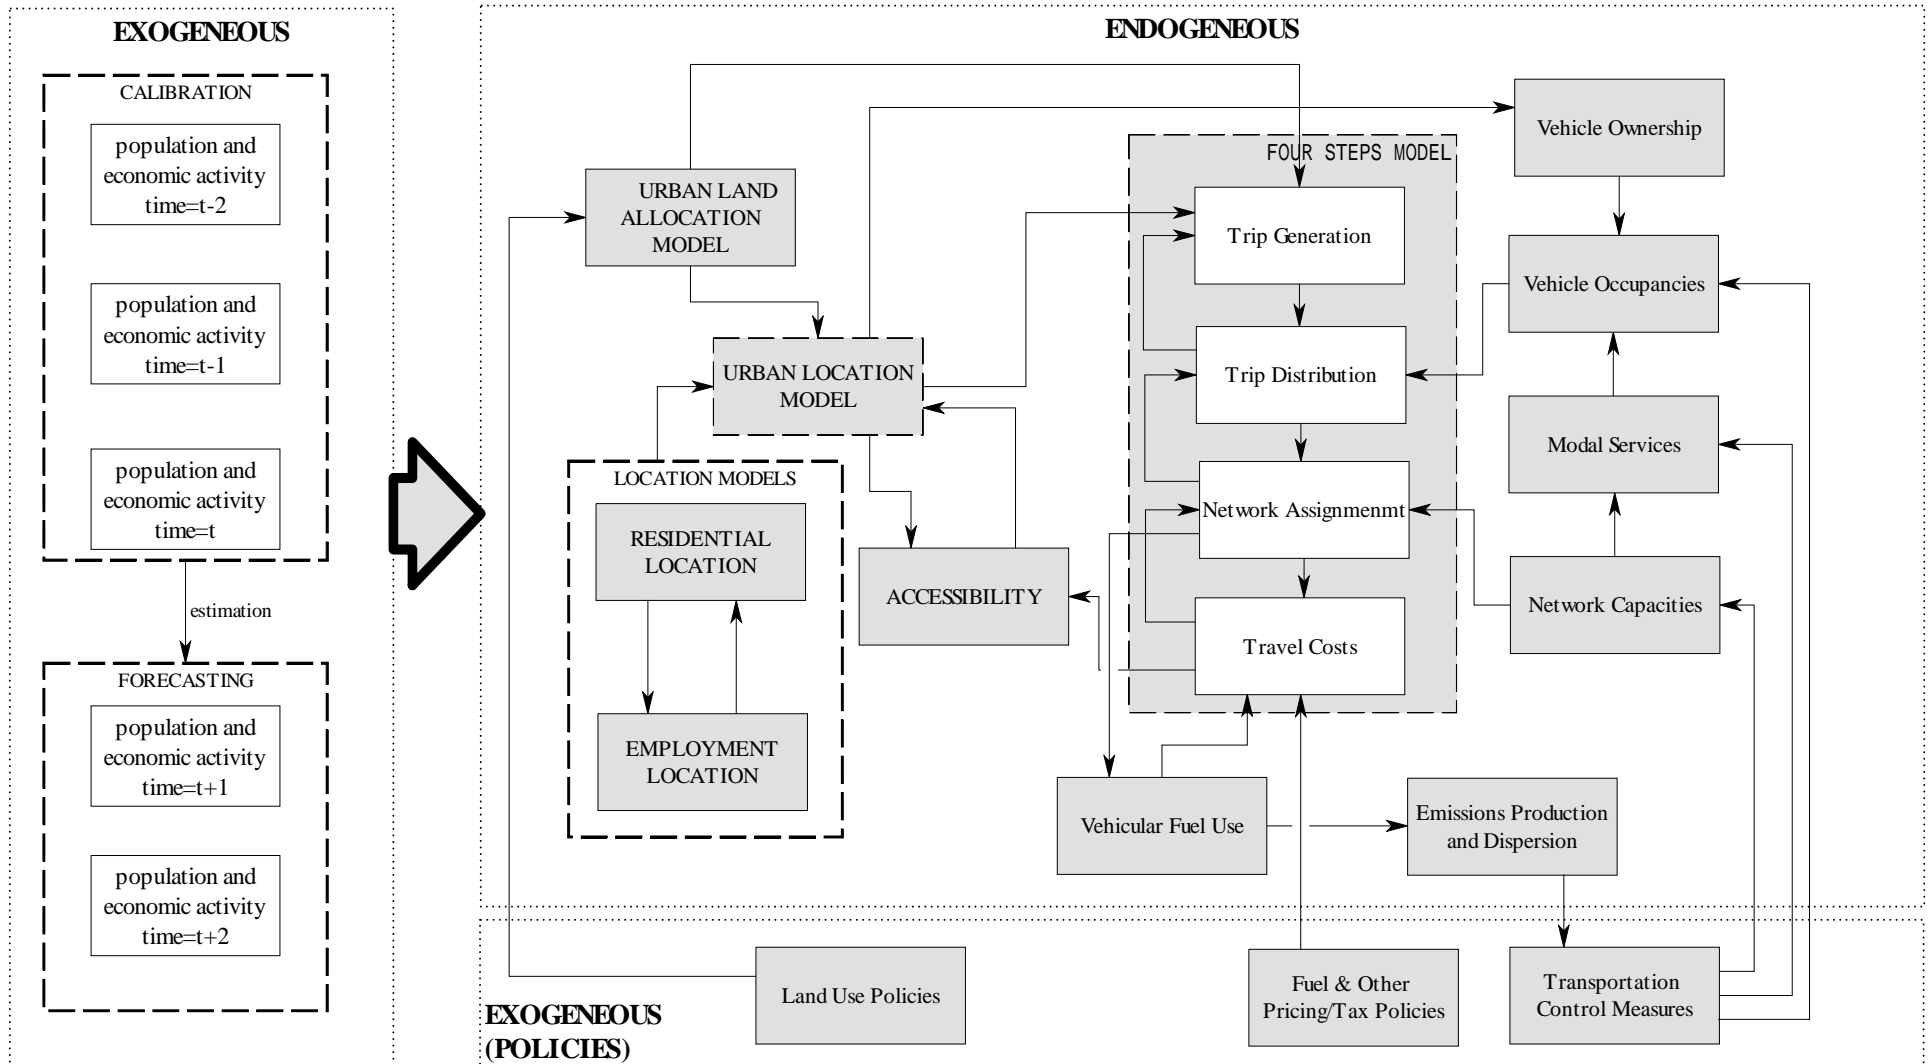 EXOGENEOUS
CALIBRATION
population and
economic activity
time=t-2
population and
economic activity
time=t-1
population and
economic activity
time=t
estimation
FORECASTING
population and
economic activity
time=t+1
population and
economic activity
time=t+2
ENDOGENEOUS
URBAN LAND
ALLOCATION
MODEL
URBAN LOCATION
MODEL
LOCATION MODELS
RESIDENTIAL
LOCATION
EMPLOYMENT
LOCATION
ACCESSIBILITY
FOUR STEPS MODEL
Trip Generation
Trip Distribution
Network Assignmenmt
Travel Costs
Vehicle Ownership
Vehicle Occupancies
Modal Services
Network Capacities
Vehicular Fuel Use
Emissions Production
and Dispersion
EXOGENEOUS
(POLICIES)
Land Use Policies
Fuel & Other
Pricing/Tax Policies
Transportation
Control Measures